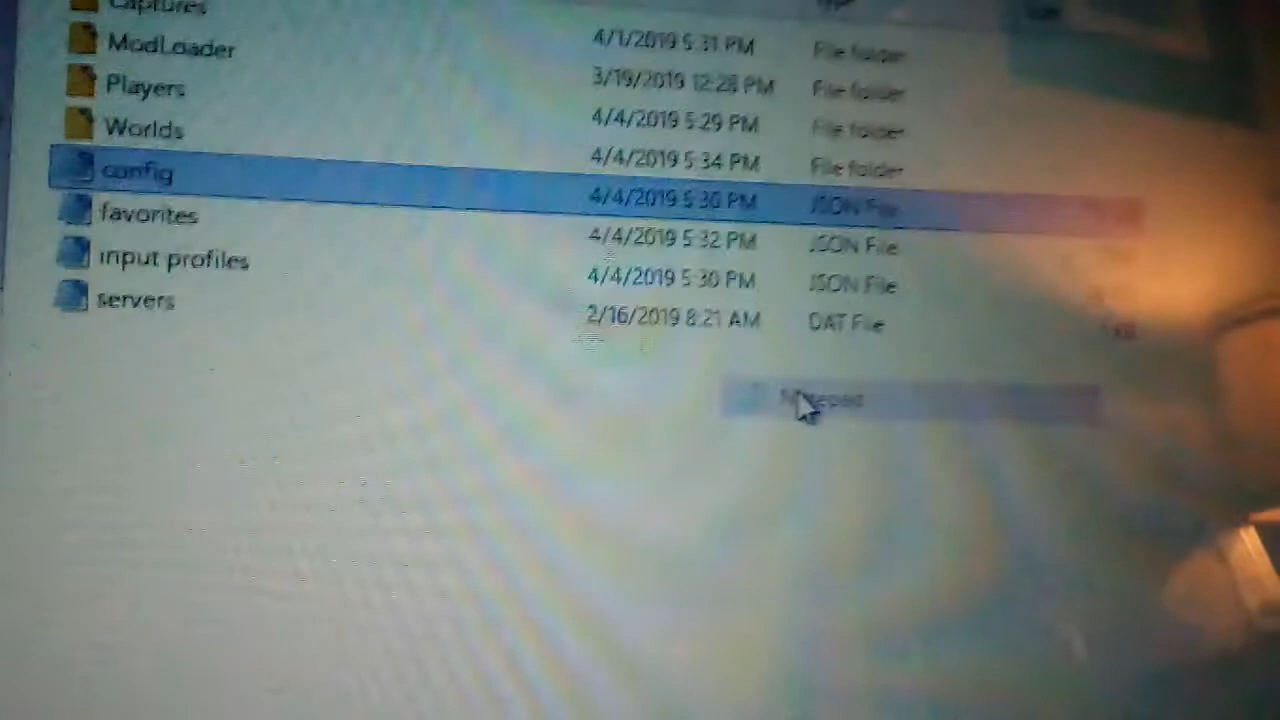 Captures 4/1/2019 5:31 PM File folder
ModLoader 3/19/2019 12:28 PM File folder
Players 4/4/2019 5:29 PM File folder
Worlds 4/4/2019 5:34 PM File folder
config 4/4/2019 5:30 PM JSON File
favorites 4/4/2019 5:32 PM JSON File
input profiles 4/4/2019 5:30 PM JSON File
servers 2/16/2019 8:21 AM DAT File
Notepad